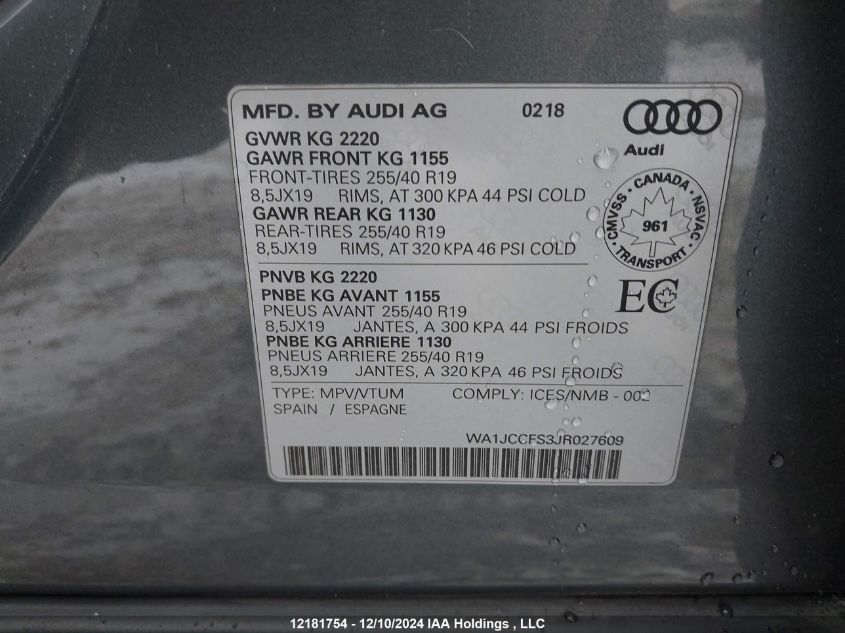 MFD. BY AUDI AG 0218
Audi
GVWR KG 2220
GAWR FRONT KG 1155
FRONT-TIRES 255/40 R19
8,5JX19 RIMS, AT 300 KPA 44 PSI COLD
GAWR REAR KG 1130
REAR-TIRES 255/40 R19
8,5JX19 RIMS, AT 320 KPA 46 PSI COLD
CMVSS · CANADA · NSVAC
961
· TRANSPORT ·
PNVB KG 2220
PNBE KG AVANT 1155
PNEUS AVANT 255/40 R19
8,5JX19 JANTES, A 300 KPA 44 PSI FROIDS
PNBE KG ARRIERE 1130
PNEUS ARRIERE 255/40 R19
8,5JX19 JANTES, A 320 KPA 46 PSI FROIDS
EC
TYPE: MPV/VTUM COMPLY: ICES/NMB - 002
SPAIN / ESPAGNE
WA1JCCFS3JR027609
12181754 - 12/10/2024 IAA Holdings , LLC